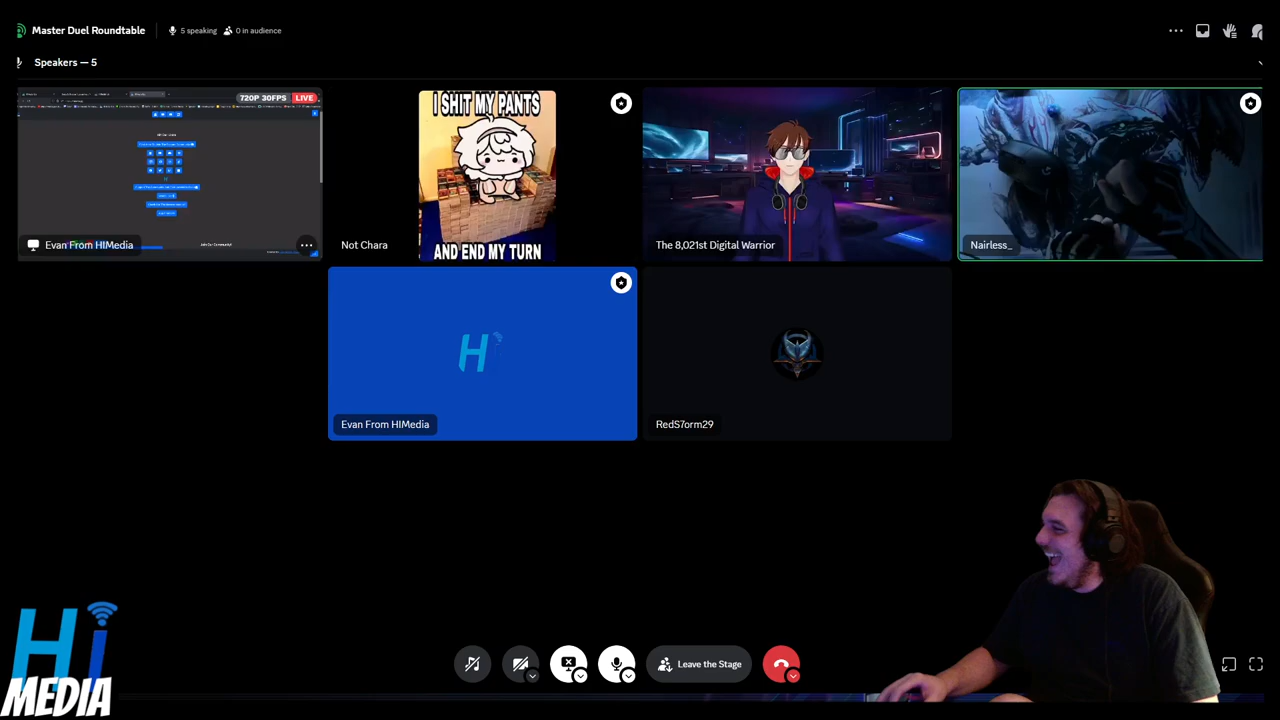 Master Duel Roundtable
5 speaking
0 in audience
Speakers — 5
720P 30FPS
LIVE
Evan From HIMedia
I SHIT MY PANTS
AND END MY TURN
Not Chara
The 8,021st Digital Warrior
Nairless_
Hi
Evan From HIMedia
RedS7orm29
Leave the Stage
Hi
MEDIA